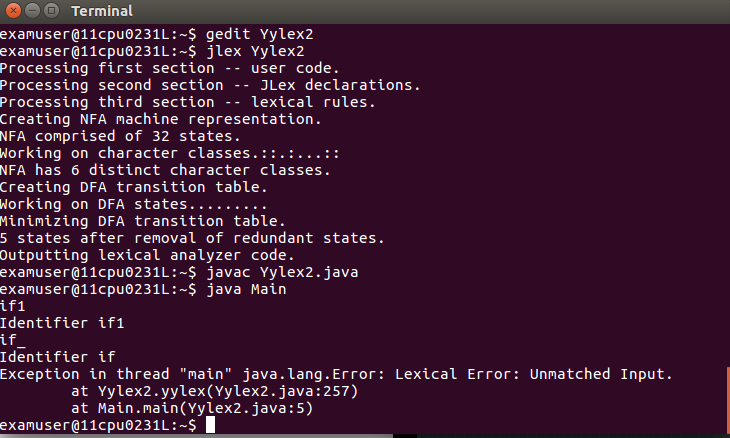 Terminal
examuser@11cpu0231L:~$ gedit Yylex2
examuser@11cpu0231L:~$ jlex Yylex2
Processing first section -- user code.
Processing second section -- JLex declarations.
Processing third section -- lexical rules.
Creating NFA machine representation.
NFA comprised of 32 states.
Working on character classes.::.:...::
NFA has 6 distinct character classes.
Creating DFA transition table.
Working on DFA states.........
Minimizing DFA transition table.
5 states after removal of redundant states.
Outputting lexical analyzer code.
examuser@11cpu0231L:~$ javac Yylex2.java
examuser@11cpu0231L:~$ java Main
if1
Identifier if1
if_
Identifier if
Exception in thread "main" java.lang.Error: Lexical Error: Unmatched Input.
        at Yylex2.yylex(Yylex2.java:257)
        at Main.main(Yylex2.java:5)
examuser@11cpu0231L:~$